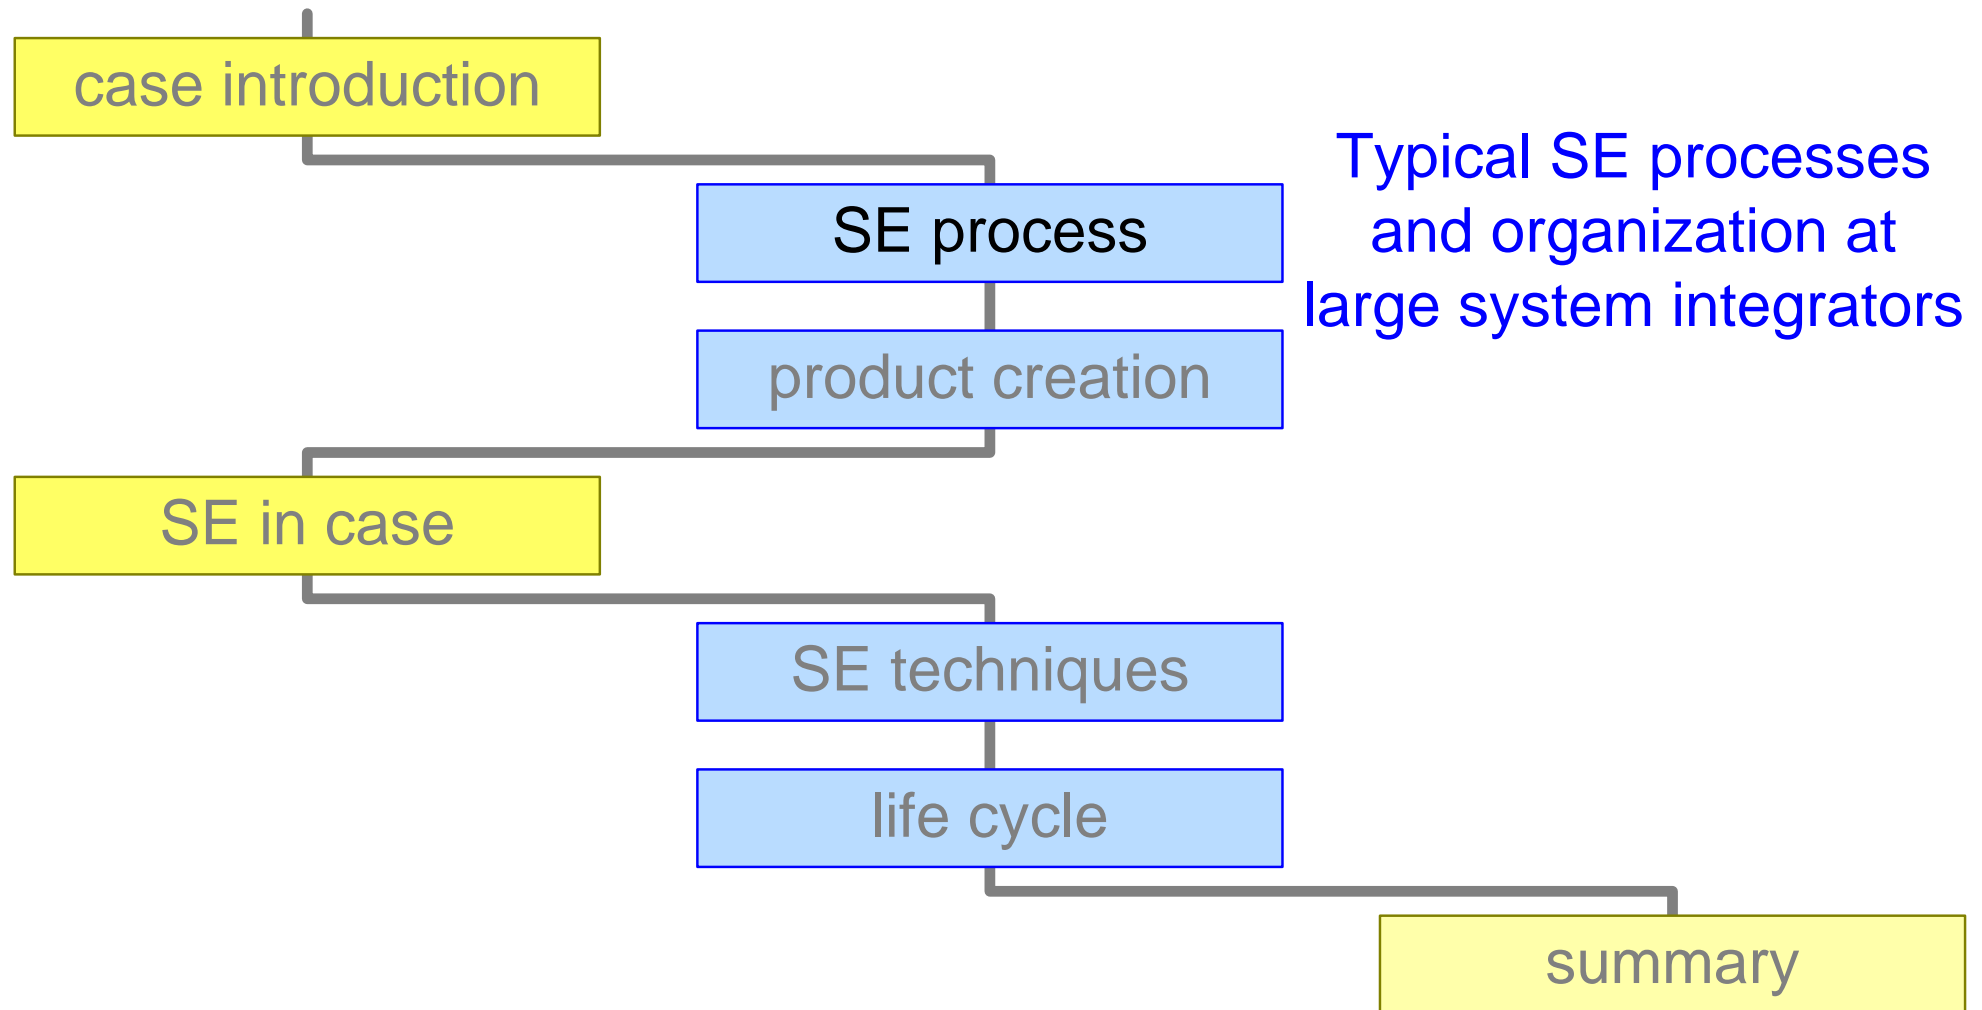 case introduction
Typical SE processes
and organization at
large system integrators
SE process
product creation
SE in case
SE techniques
life cycle
summary